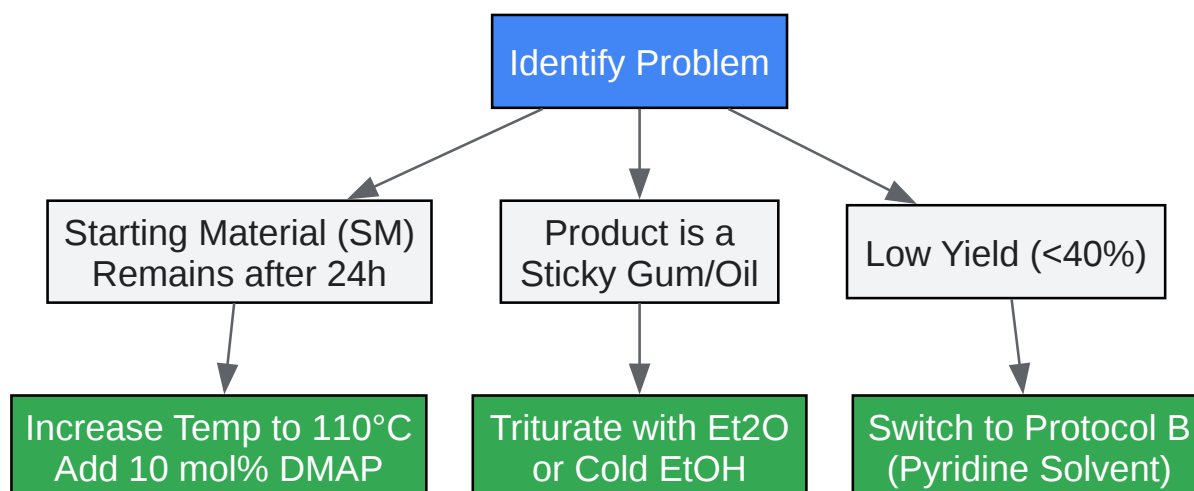 Identify Problem
Starting Material (SM)
Remains after 24h
Product is a
Sticky Gum/Oil
Low Yield (<40%)
Increase Temp to 110°C
Add 10 mol% DMAP
Triturate with Et2O
or Cold EtOH
Switch to Protocol B
(Pyridine Solvent)